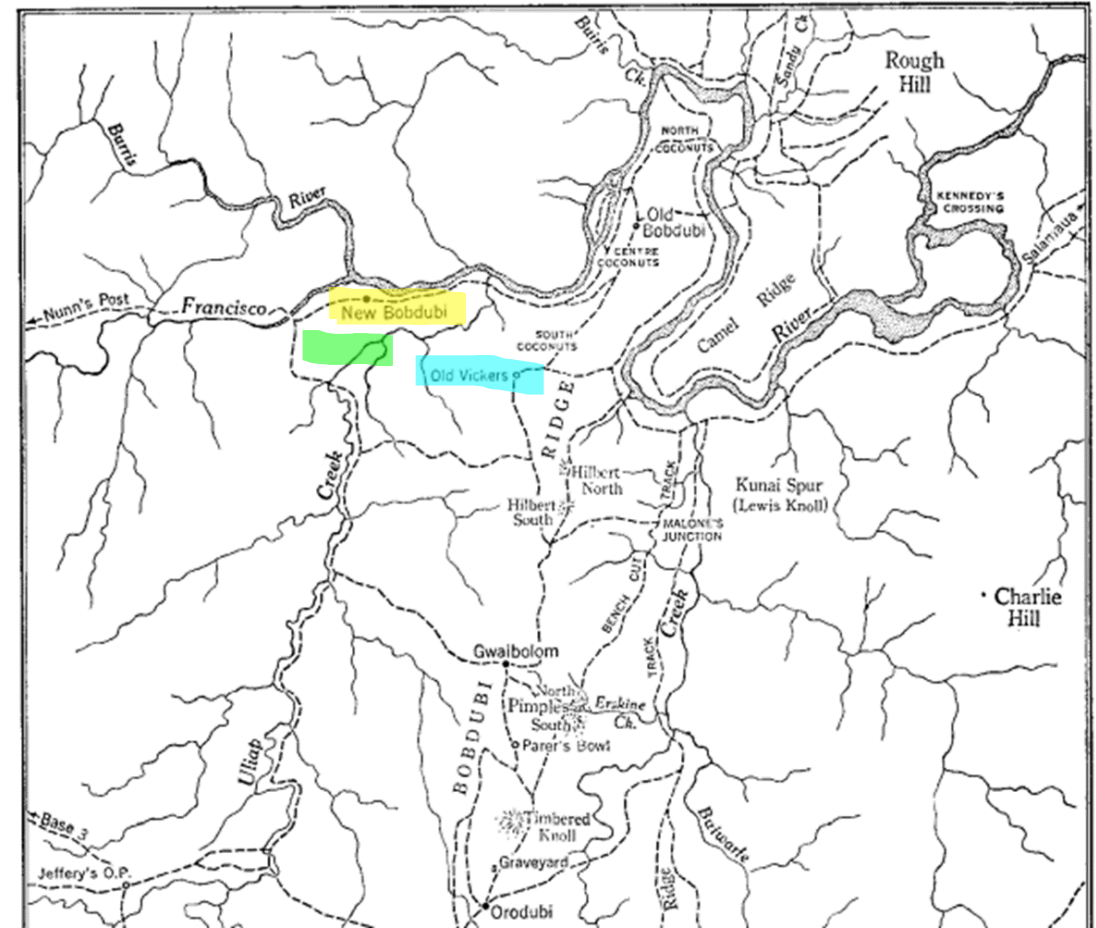 Buiris
Ck.
Sandy Ck
Rough
Hill
Burris
River
NORTH
COCONUTS
KENNEDY'S
CROSSING
Old
Bobdubi
Salamaua
CENTRE
COCONUTS
Nunn's Post
Francisco
New Bobdubi
Camel
Ridge
River
SOUTH
COCONUTS
Old Vickers
RIDGE
Creek
Hilbert
North
TRACK
Kunai Spur
(Lewis Knoll)
Hilbert
South
MALONE'S
JUNCTION
BENCH CUT
Creek
Charlie
Hill
TRACK
Gwaibolom
North
Pimples
South
Erskine
Ck.
BOBDUBI
Parer's Bowl
Uliap
Timbered
Knoll
Buiwarfe
Base 3
Graveyard
Jeffery's O.P.
Ridge
Orodubi